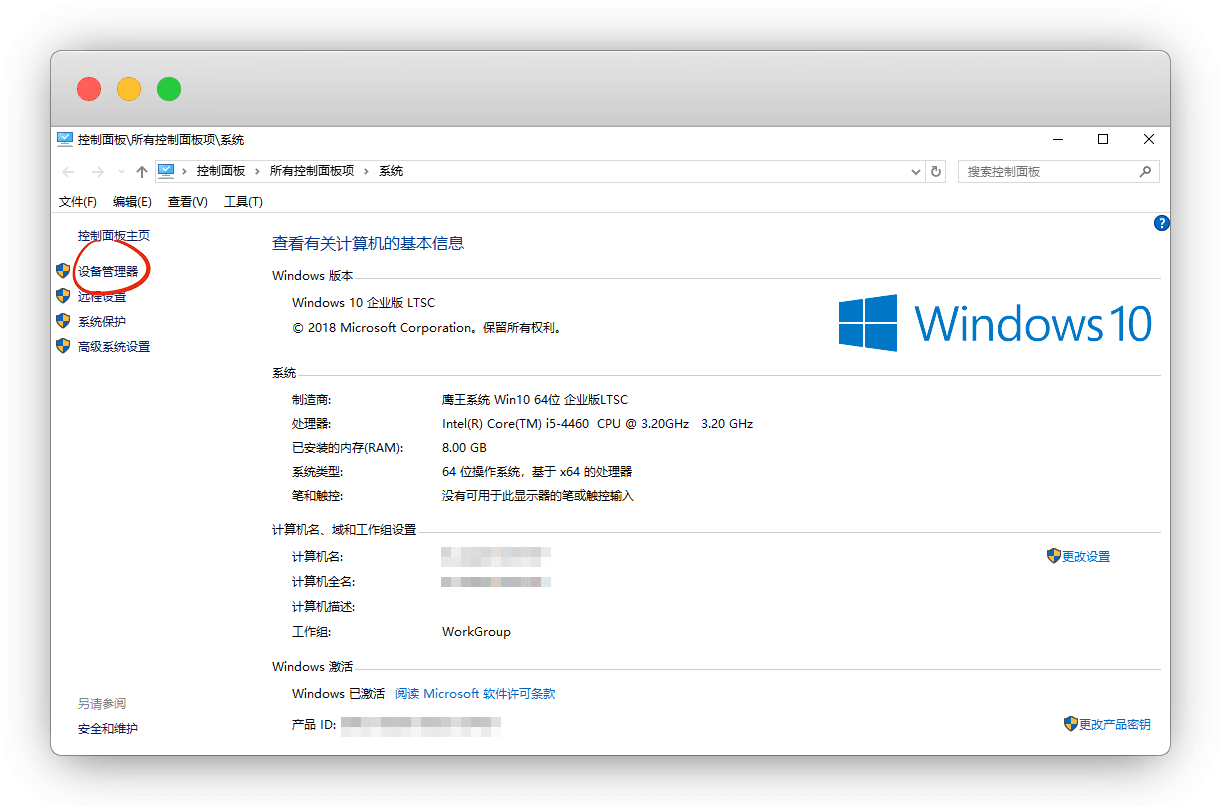 控制面板\所有控制面板项\系统
控制面板 › 所有控制面板项 › 系统
搜索控制面板
文件(F) 编辑(E) 查看(V) 工具(T)
?
控制面板主页
设备管理器
远程设置
系统保护
高级系统设置
查看有关计算机的基本信息
Windows 版本
Windows 10 企业版 LTSC
© 2018 Microsoft Corporation。保留所有权利。
Windows 10
系统
制造商: 鹰王系统 Win10 64位 企业版LTSC
处理器: Intel(R) Core(TM) i5-4460 CPU @ 3.20GHz 3.20 GHz
已安装的内存(RAM): 8.00 GB
系统类型: 64 位操作系统，基于 x64 的处理器
笔和触控: 没有可用于此显示器的笔或触控输入
计算机名、域和工作组设置
计算机名: 更改设置
计算机全名:
计算机描述:
工作组: WorkGroup
Windows 激活
Windows 已激活 阅读 Microsoft 软件许可条款
产品 ID: 更改产品密钥
另请参阅
安全和维护